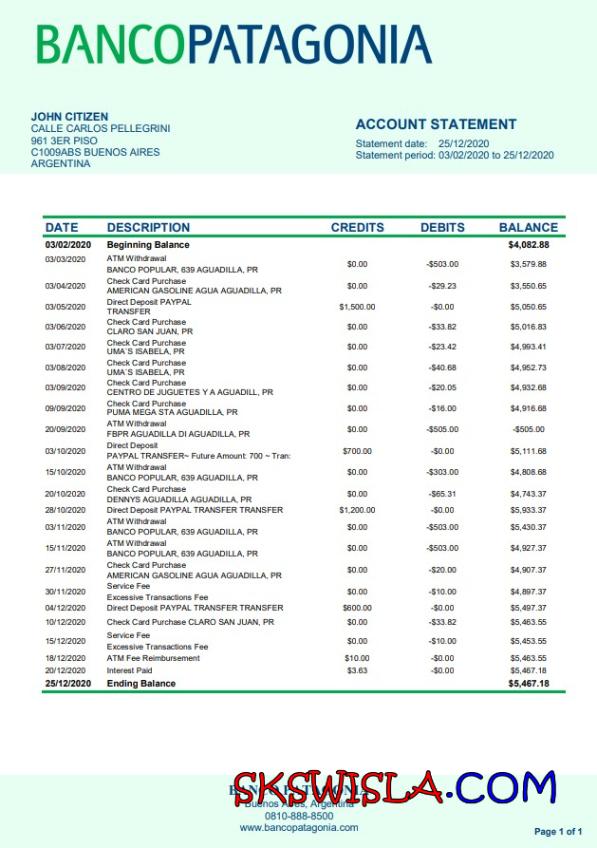 BANCOPATAGONIA
JOHN CITIZEN
CALLE CARLOS PELLEGRINI
961 3ER PISO
C1009ABS BUENOS AIRES
ARGENTINA
ACCOUNT STATEMENT
Statement date: 25/12/2020
Statement period: 03/02/2020 to 25/12/2020
DATE DESCRIPTION CREDITS DEBITS BALANCE
03/02/2020 Beginning Balance $4,082.88
03/03/2020 ATM Withdrawal
BANCO POPULAR, 639 AGUADILLA, PR $0.00 -$503.00 $3,579.88
03/04/2020 Check Card Purchase
AMERICAN GASOLINE AGUA AGUADILLA, PR $0.00 -$29.23 $3,550.65
03/05/2020 Direct Deposit PAYPAL
TRANSFER $1,500.00 -$0.00 $5,050.65
03/06/2020 Check Card Purchase
CLARO SAN JUAN, PR $0.00 -$33.82 $5,016.83
03/07/2020 Check Card Purchase
UMA´S ISABELA, PR $0.00 -$23.42 $4,993.41
03/08/2020 Check Card Purchase
UMA´S ISABELA, PR $0.00 -$40.68 $4,952.73
03/09/2020 Check Card Purchase
CENTRO DE JUGUETES Y A AGUADILL, PR $0.00 -$20.05 $4,932.68
09/09/2020 Check Card Purchase
PUMA MEGA STA AGUADILLA, PR $0.00 -$16.00 $4,916.68
20/09/2020 ATM Withdrawal
FBPR AGUADILLA DI AGUADILLA, PR $0.00 -$505.00 -$505.00
03/10/2020 Direct Deposit
PAYPAL TRANSFER~ Future Amount: 700 ~ Tran: $700.00 -$0.00 $5,111.68
15/10/2020 ATM Withdrawal
BANCO POPULAR, 639 AGUADILLA, PR $0.00 -$303.00 $4,808.68
20/10/2020 Check Card Purchase
DENNYS AGUADILLA AGUADILLA, PR $0.00 -$65.31 $4,743.37
28/10/2020 Direct Deposit PAYPAL TRANSFER TRANSFER $1,200.00 -$0.00 $5,933.37
03/11/2020 ATM Withdrawal
BANCO POPULAR, 639 AGUADILLA, PR $0.00 -$503.00 $5,430.37
15/11/2020 ATM Withdrawal
BANCO POPULAR, 639 AGUADILLA, PR $0.00 -$503.00 $4,927.37
27/11/2020 Check Card Purchase
AMERICAN GASOLINE AGUA AGUADILLA, PR $0.00 -$20.00 $4,907.37
30/11/2020 Service Fee
Excessive Transactions Fee $0.00 -$10.00 $4,897.37
04/12/2020 Direct Deposit PAYPAL TRANSFER TRANSFER $600.00 -$0.00 $5,497.37
10/12/2020 Check Card Purchase CLARO SAN JUAN, PR $0.00 -$33.82 $5,463.55
15/12/2020 Service Fee
Excessive Transactions Fee $0.00 -$10.00 $5,453.55
18/12/2020 ATM Fee Reimbursement $10.00 -$0.00 $5,463.55
20/12/2020 Interest Paid $3.63 -$0.00 $5,467.18
25/12/2020 Ending Balance $5,467.18
SKSWISLA.COM
Buenos Aires, Argentina
0810-888-8500
www.bancopatagonia.com
Page 1 of 1